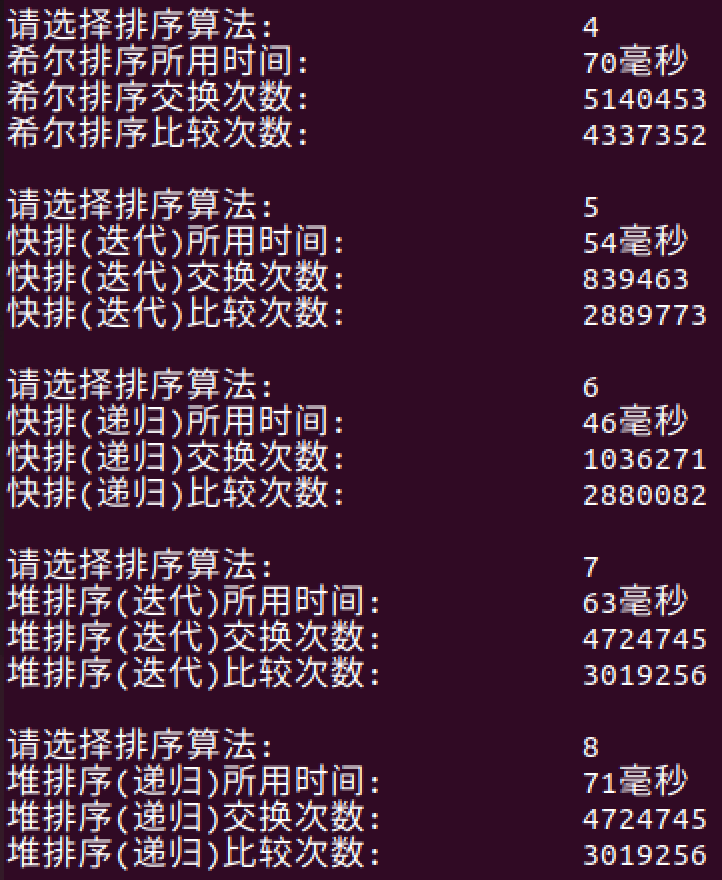 请选择排序算法: 4
希尔排序所用时间: 70毫秒
希尔排序交换次数: 5140453
希尔排序比较次数: 4337352
请选择排序算法: 5
快排(迭代)所用时间: 54毫秒
快排(迭代)交换次数: 839463
快排(迭代)比较次数: 2889773
请选择排序算法: 6
快排(递归)所用时间: 46毫秒
快排(递归)交换次数: 1036271
快排(递归)比较次数: 2880082
请选择排序算法: 7
堆排序(迭代)所用时间: 63毫秒
堆排序(迭代)交换次数: 4724745
堆排序(迭代)比较次数: 3019256
请选择排序算法: 8
堆排序(递归)所用时间: 71毫秒
堆排序(递归)交换次数: 4724745
堆排序(递归)比较次数: 3019256